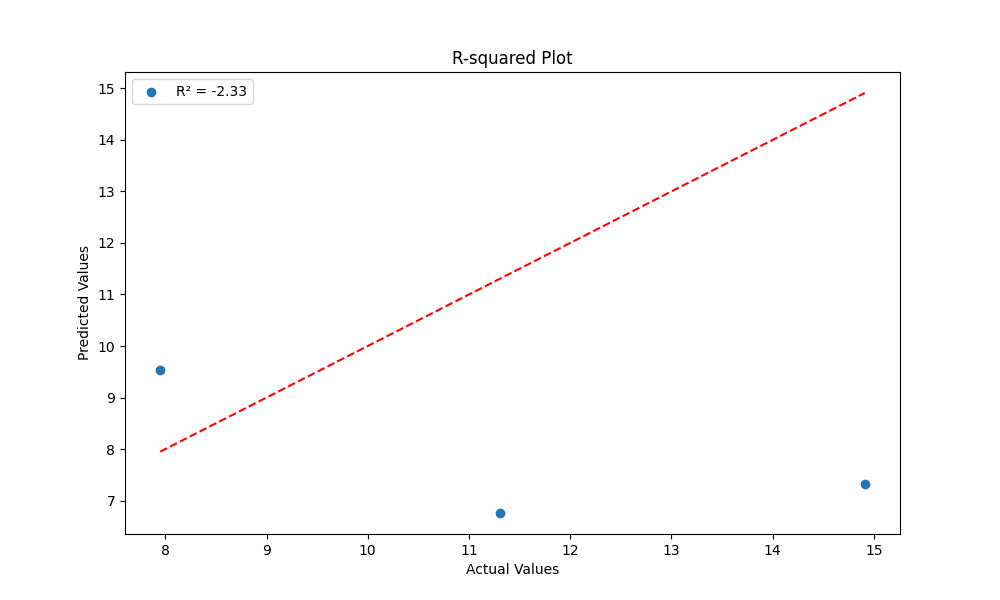 R-squared Plot
R² = -2.33
15
14
13
12
11
10
9
8
7
Predicted Values
8 9 10 11 12 13 14 15
Actual Values